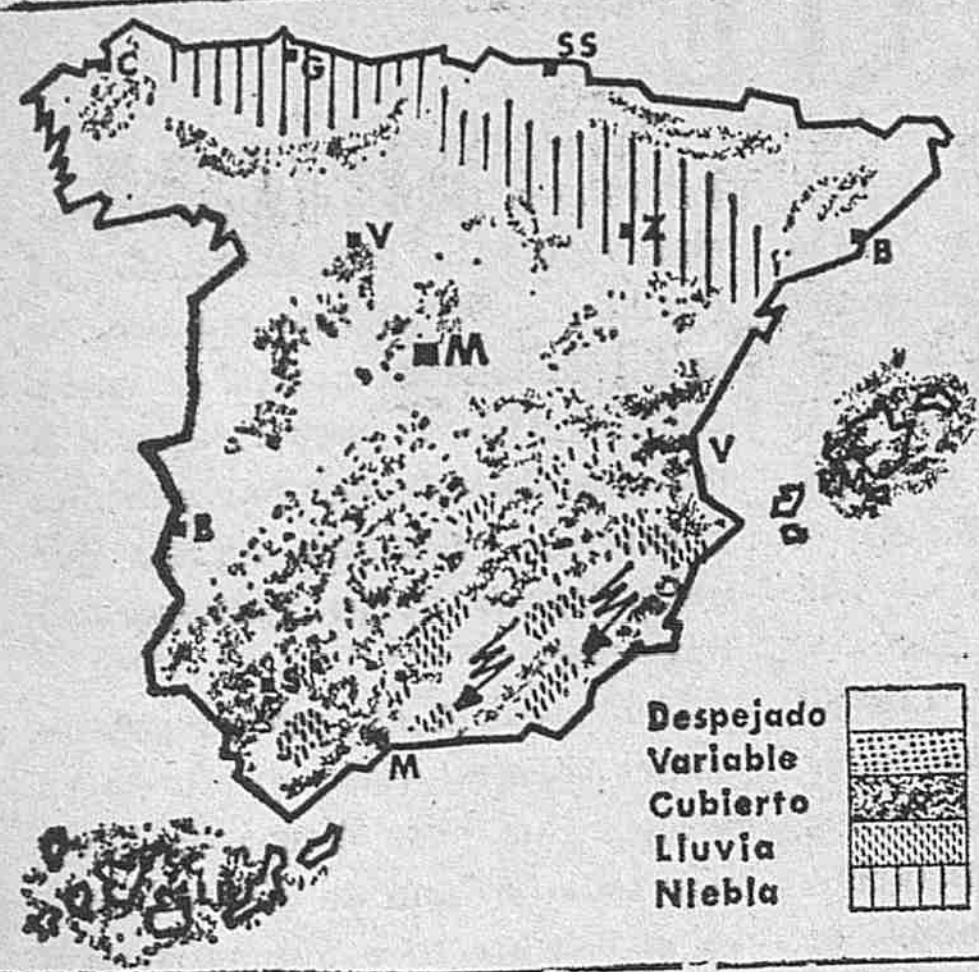 SS
C
G
V
Z
B
M
V
B
S
M
Despejado
Variable
Cubierto
Lluvia
Niebla